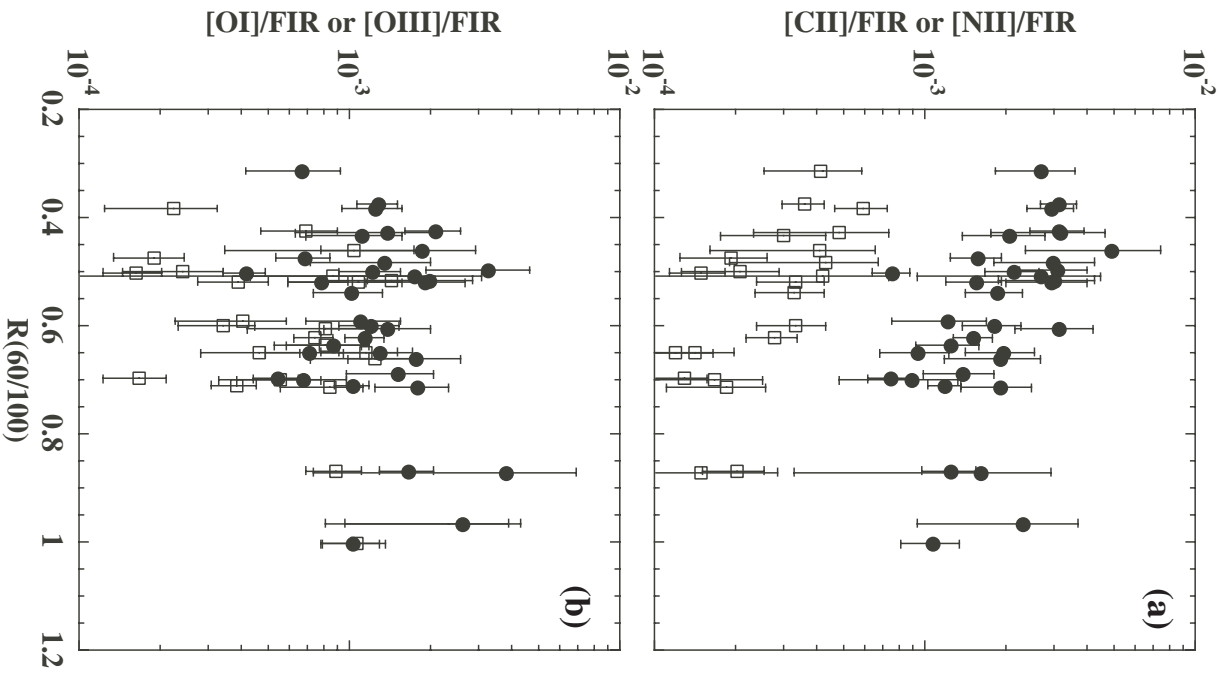 [CII]/FIR or [NII]/FIR
10-2
10-3
10-4
(a)
[OI]/FIR or [OIII]/FIR
10-2
10-3
10-4
(b)
0.2
0.4
0.6
0.8
1
1.2
R(60/100)